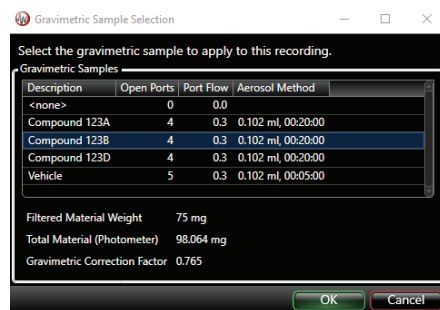 Gravimetric Sample Selection
Select the gravimetric sample to apply to this recording.
Gravimetric Samples
Description Open Ports Port Flow Aerosol Method
<none> 0 0.0
Compound 123A 4 0.3 0.102 ml, 00:20:00
Compound 123B 4 0.3 0.102 ml, 00:20:00
Compound 123D 4 0.3 0.102 ml, 00:20:00
Vehicle 5 0.3 0.102 ml, 00:05:00
Filtered Material Weight 75 mg
Total Material (Photometer) 98.064 mg
Gravimetric Correction Factor 0.765
OK Cancel